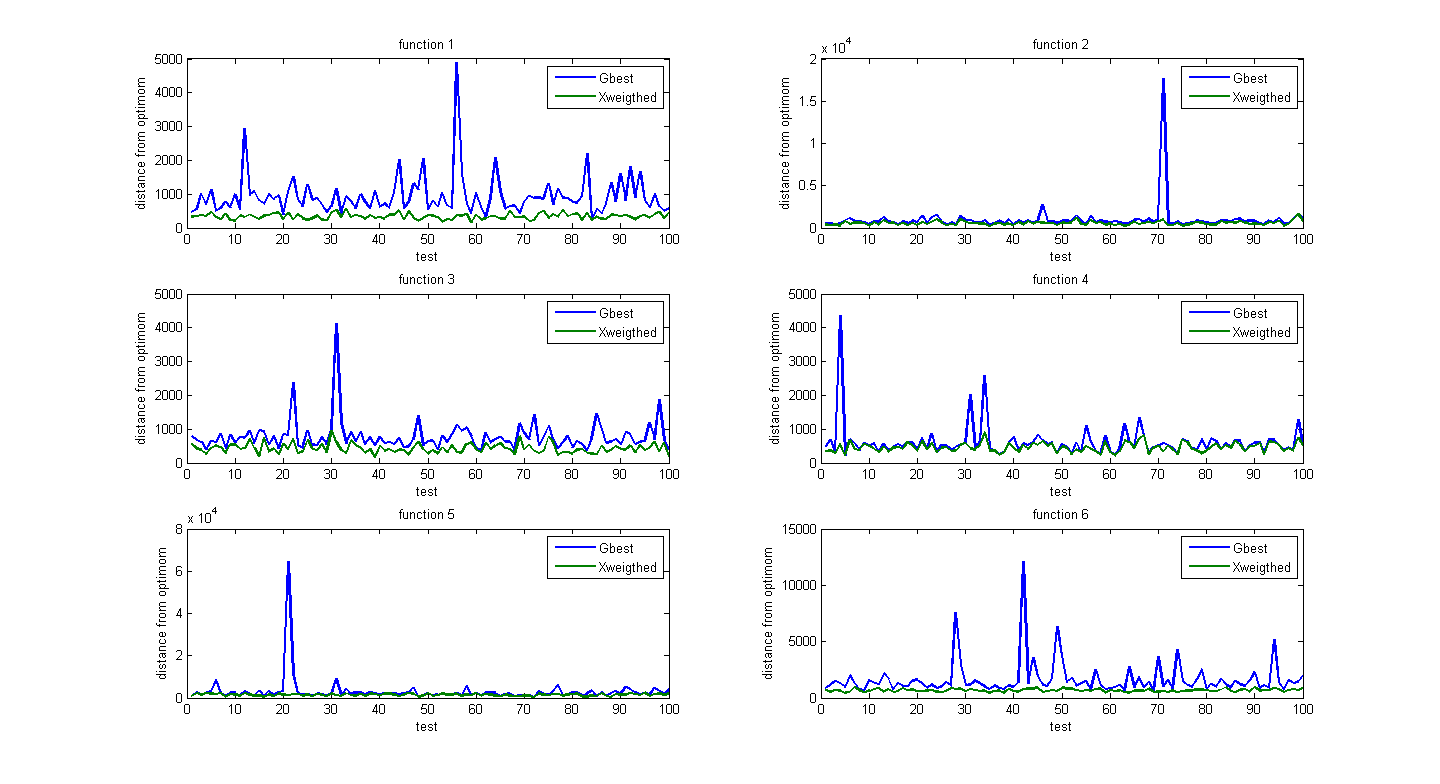 function 1
5000
4000
3000
2000
1000
0
distance from optimom
Gbest
Xweigthed
0 10 20 30 40 50 60 70 80 90 100
test
function 2
x 10^4
2
1.5
1
0.5
0
distance from optimom
Gbest
Xweigthed
0 10 20 30 40 50 60 70 80 90 100
test
function 3
5000
4000
3000
2000
1000
0
distance from optimom
Gbest
Xweigthed
0 10 20 30 40 50 60 70 80 90 100
test
function 4
5000
4000
3000
2000
1000
0
distance from optimom
Gbest
Xweigthed
0 10 20 30 40 50 60 70 80 90 100
test
function 5
x 10^4
8
6
4
2
0
distance from optimom
Gbest
Xweigthed
0 10 20 30 40 50 60 70 80 90 100
test
function 6
15000
10000
5000
0
distance from optimom
Gbest
Xweigthed
0 10 20 30 40 50 60 70 80 90 100
test